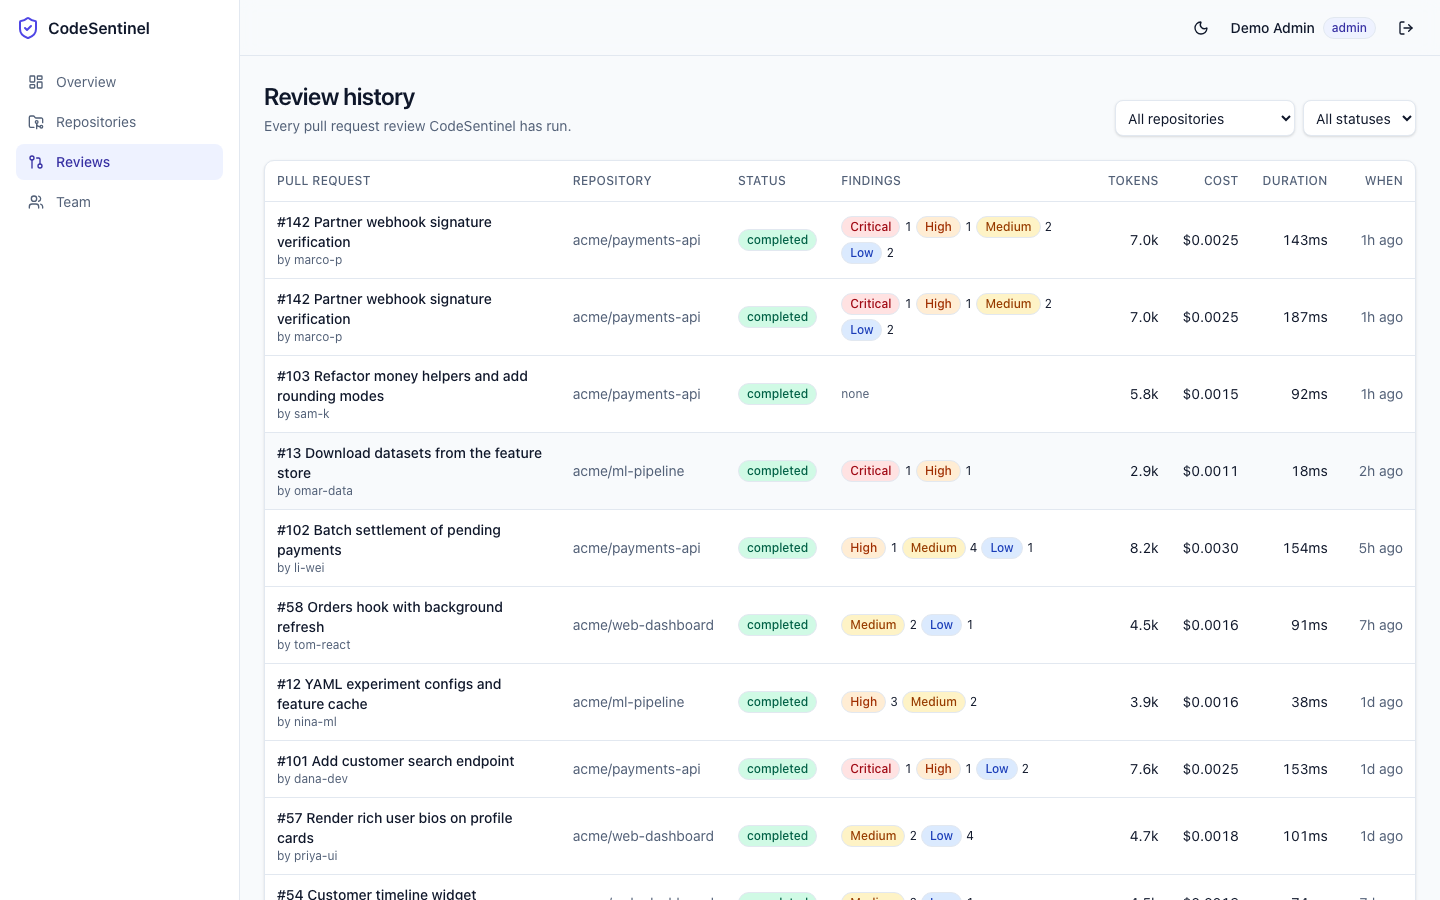 CodeSentinel
Demo Admin admin
Overview
Repositories
Reviews
Team
Review history
Every pull request review CodeSentinel has run.
All repositories
All statuses
PULL REQUEST REPOSITORY STATUS FINDINGS TOKENS COST DURATION WHEN
#142 Partner webhook signature
verification
by marco-p
acme/payments-api completed Critical 1 High 1 Medium 2
Low 2
7.0k $0.0025 143ms 1h ago
#142 Partner webhook signature
verification
by marco-p
acme/payments-api completed Critical 1 High 1 Medium 2
Low 2
7.0k $0.0025 187ms 1h ago
#103 Refactor money helpers and add
rounding modes
by sam-k
acme/payments-api completed none 5.8k $0.0015 92ms 1h ago
#13 Download datasets from the feature
store
by omar-data
acme/ml-pipeline completed Critical 1 High 1 2.9k $0.0011 18ms 2h ago
#102 Batch settlement of pending
payments
by li-wei
acme/payments-api completed High 1 Medium 4 Low 1 8.2k $0.0030 154ms 5h ago
#58 Orders hook with background
refresh
by tom-react
acme/web-dashboard completed Medium 2 Low 1 4.5k $0.0016 91ms 7h ago
#12 YAML experiment configs and
feature cache
by nina-ml
acme/ml-pipeline completed High 3 Medium 2 3.9k $0.0016 38ms 1d ago
#101 Add customer search endpoint
by dana-dev
acme/payments-api completed Critical 1 High 1 Low 2 7.6k $0.0025 153ms 1d ago
#57 Render rich user bios on profile
cards
by priya-ui
acme/web-dashboard completed Medium 2 Low 4 4.7k $0.0018 101ms 1d ago
#54 Customer timeline widget